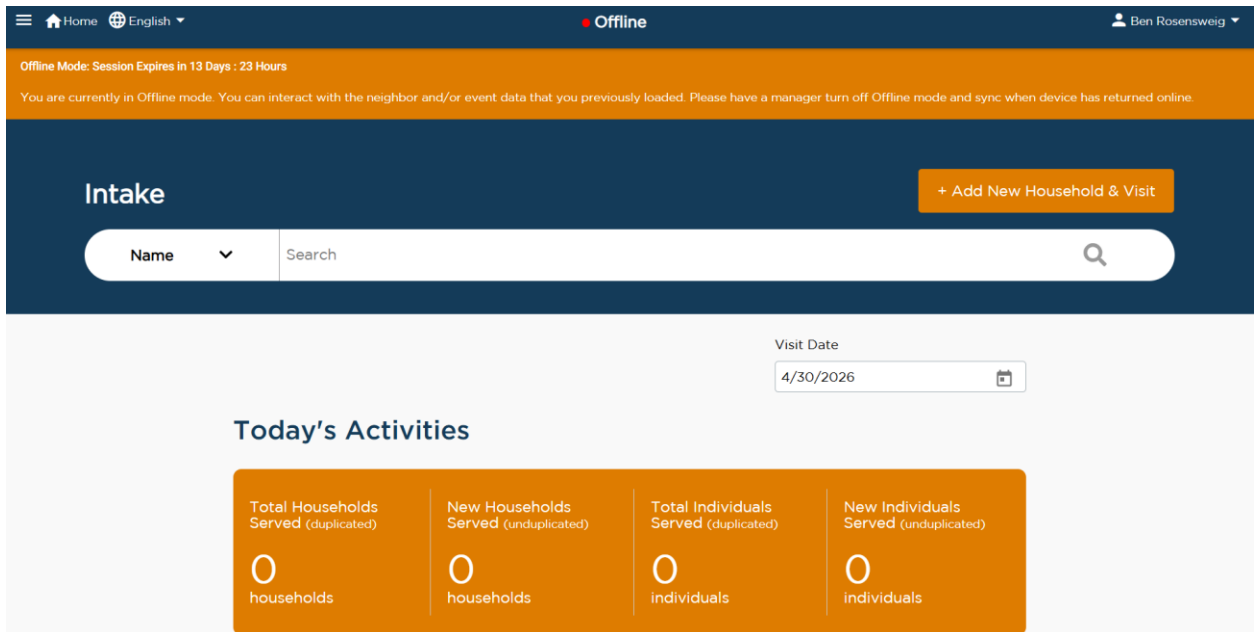 Home English Offline Ben Rosensweig
Offline Mode: Session Expires in 13 Days : 23 Hours
You are currently in Offline mode. You can interact with the neighbor and/or event data that you previously loaded. Please have a manager turn off Offline mode and sync when device has returned online.
Intake
+ Add New Household & Visit
Name Search
Visit Date
4/30/2026
Today's Activities
Total Households
Served (duplicated)
0
households
New Households
Served (unduplicated)
0
households
Total Individuals
Served (duplicated)
0
individuals
New Individuals
Served (unduplicated)
0
individuals